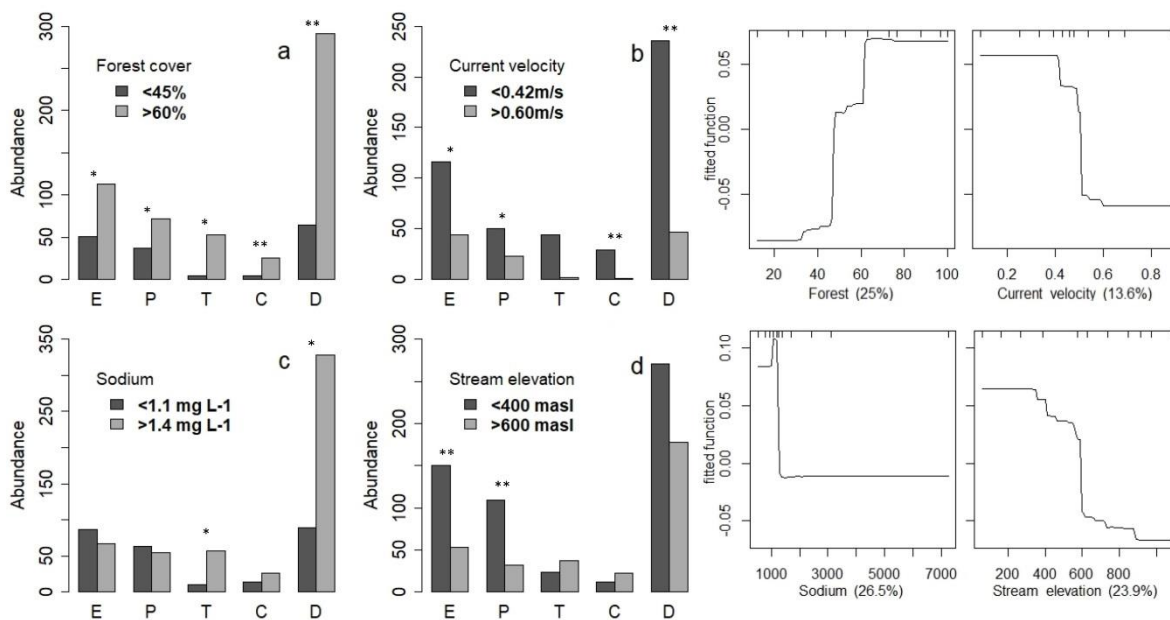 a
Forest cover
<45%
>60%
Abundance
0 50 100 200 300
* * * ** **
E P T C D
b
Current velocity
<0.42m/s
>0.60m/s
Abundance
0 50 100 150 200 250
* * ** **
E P T C D
fitted function
-0.05 0.00 0.05
20 40 60 80 100
Forest (25%)
0.2 0.4 0.6 0.8
Current velocity (13.6%)
c
Sodium
<1.1 mg L-1
>1.4 mg L-1
Abundance
0 50 150 250 350
* *
E P T C D
d
Stream elevation
<400 masl
>600 masl
Abundance
0 50 100 200 300
** **
E P T C D
fitted function
-0.05 0.00 0.05 0.10
1000 3000 5000 7000
Sodium (26.5%)
200 400 600 800
Stream elevation (23.9%)